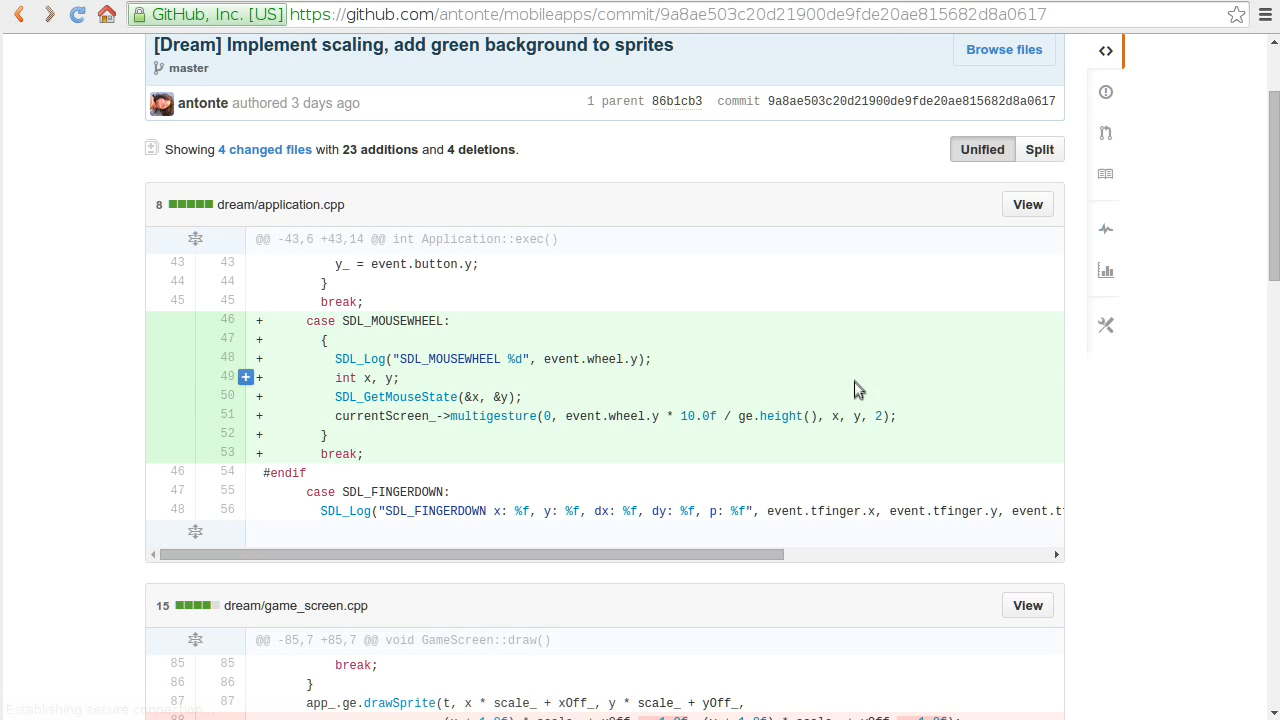 GitHub, Inc. [US] https://github.com/antonte/mobileapps/commit/9a8ae503c20d21900de9fde20ae815682d8a0617
[Dream] Implement scaling, add green background to sprites
Browse files
master
antonte authored 3 days ago 1 parent 86b1cb3 commit 9a8ae503c20d21900de9fde20ae815682d8a0617
Showing 4 changed files with 23 additions and 4 deletions. Unified Split
8 dream/application.cpp View
@@ -43,6 +43,14 @@ int Application::exec()
43 43 y_ = event.button.y;
44 44 }
45 45 break;
46 + case SDL_MOUSEWHEEL:
47 + {
48 + SDL_Log("SDL_MOUSEWHEEL %d", event.wheel.y);
49 + + int x, y;
50 + SDL_GetMouseState(&x, &y);
51 + currentScreen_->multigesture(0, event.wheel.y * 10.0f / ge.height(), x, y, 2);
52 + }
53 + break;
46 54 #endif
47 55 case SDL_FINGERDOWN:
48 56 SDL_Log("SDL_FINGERDOWN x: %f, y: %f, dx: %f, dy: %f, p: %f", event.tfinger.x, event.tfinger.y, event.t
15 dream/game_screen.cpp View
@@ -85,7 +85,7 @@ void GameScreen::draw()
85 85 break;
86 86 }
87 87 app_.ge.drawSprite(t, x * scale_ + xOff_, y * scale_ + yOff_,
Establishing secure connection